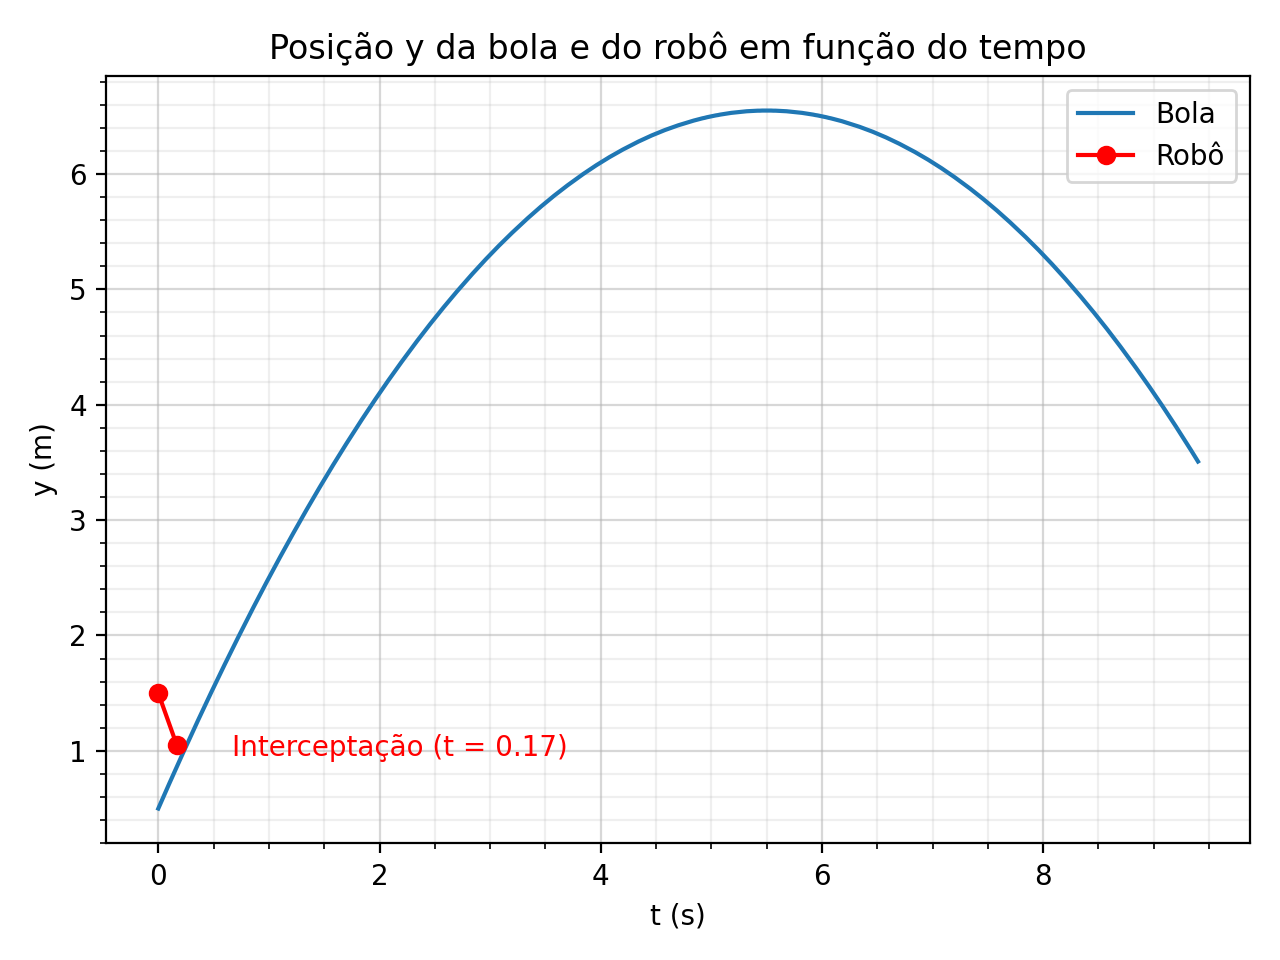 Posição y da bola e do robô em função do tempo
Bola
Robô
6
5
4
3
2
1
y (m)
Interceptação (t = 0.17)
0 2 4 6 8
t (s)